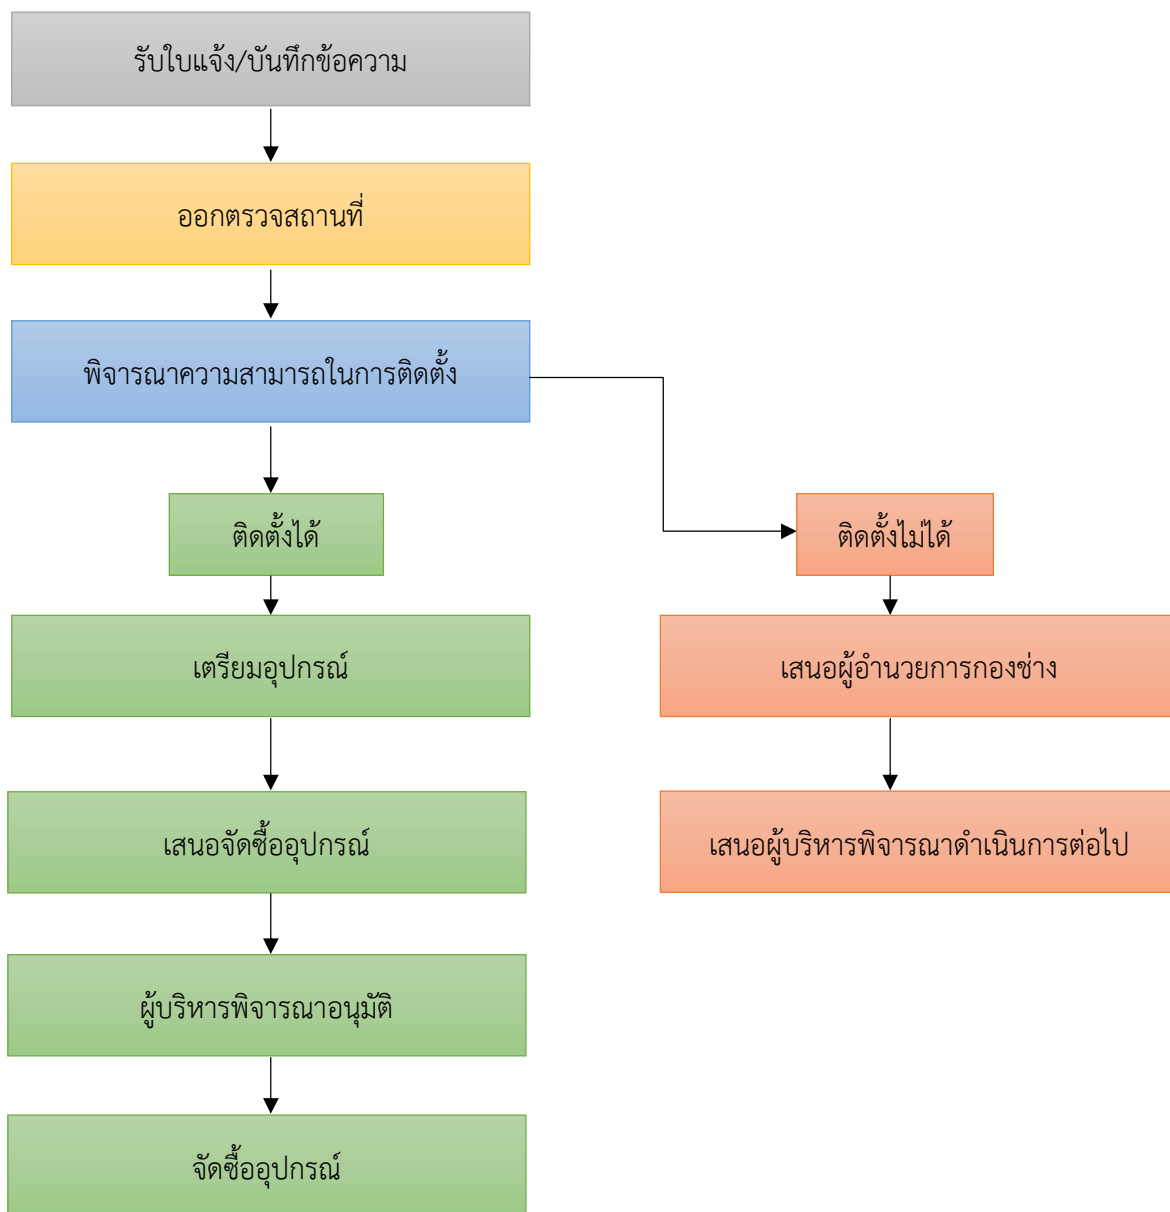 รับใบแจ้ง/บันทึกข้อความ
ออกตรวจสถานที่
พิจารณาความสามารถในการติดตั้ง
ติดตั้งได้
ติดตั้งไม่ได้
เตรียมอุปกรณ์
เสนอผู้อำนวยการกองช่าง
เสนอจัดซื้ออุปกรณ์
เสนอผู้บริหารพิจารณาดำเนินการต่อไป
ผู้บริหารพิจารณาอนุมัติ
จัดซื้ออุปกรณ์